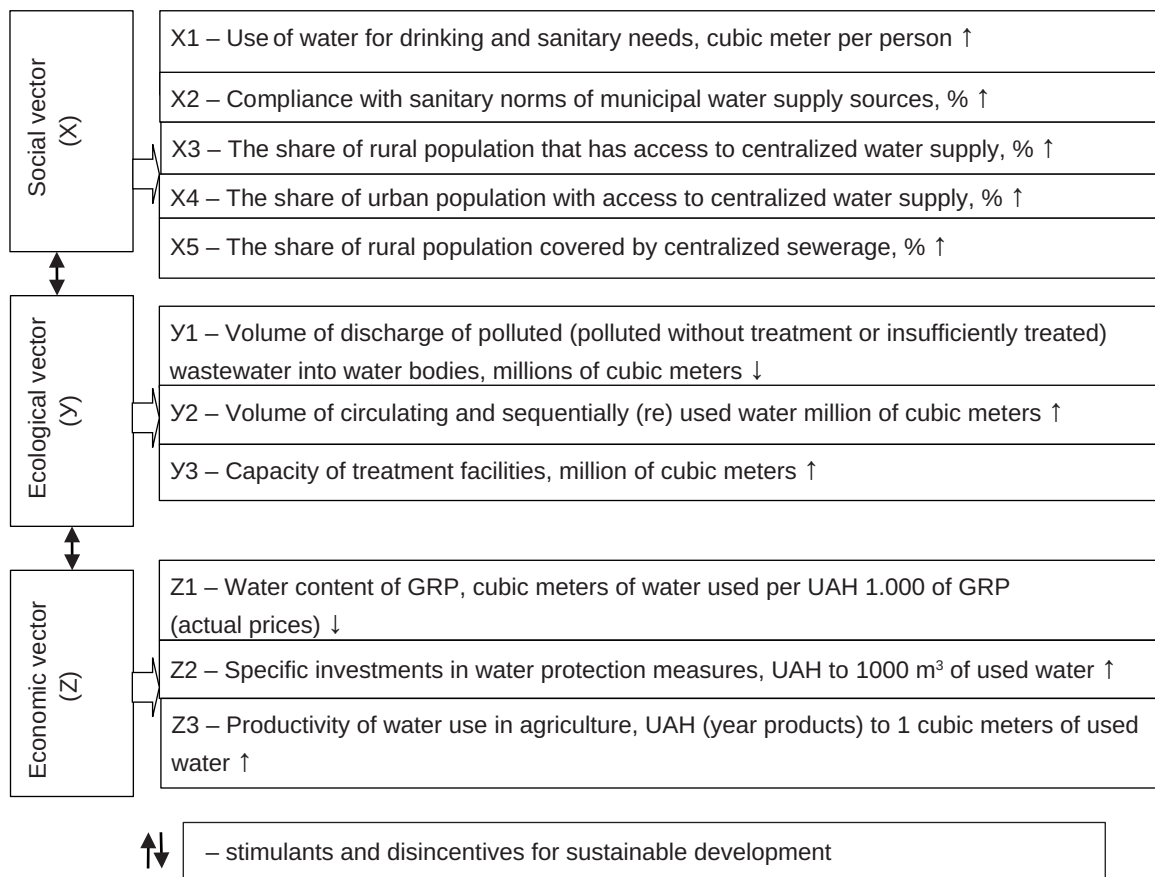 Social vector
(X)
X1 – Use of water for drinking and sanitary needs, cubic meter per person ↑
X2 – Compliance with sanitary norms of municipal water supply sources, % ↑
X3 – The share of rural population that has access to centralized water supply, % ↑
X4 – The share of urban population with access to centralized water supply, % ↑
X5 – The share of rural population covered by centralized sewerage, % ↑
Ecological vector
(У)
У1 – Volume of discharge of polluted (polluted without treatment or insufficiently treated)
wastewater into water bodies, millions of cubic meters ↓
У2 – Volume of circulating and sequentially (re) used water million of cubic meters ↑
У3 – Capacity of treatment facilities, million of cubic meters ↑
Economic vector
(Z)
Z1 – Water content of GRP, cubic meters of water used per UAH 1.000 of GRP
(actual prices) ↓
Z2 – Specific investments in water protection measures, UAH to 1000 m³ of used water ↑
Z3 – Productivity of water use in agriculture, UAH (year products) to 1 cubic meters of used
water ↑
– stimulants and disincentives for sustainable development